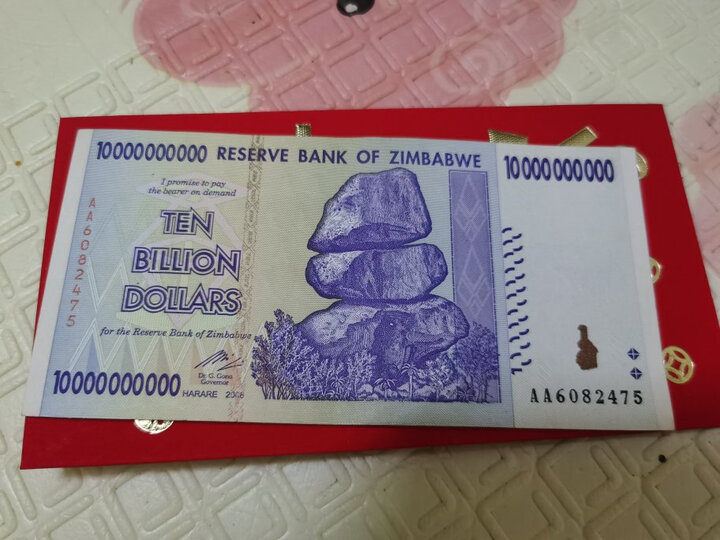 10000000000 RESERVE BANK OF ZIMBABWE 10000000000
I promise to pay
the bearer on demand
AA6082475
TEN
BILLION
DOLLARS
for the Reserve Bank of Zimbabwe
Dr. G. Gono
Governor
10000000000
HARARE 2008
AA6082475